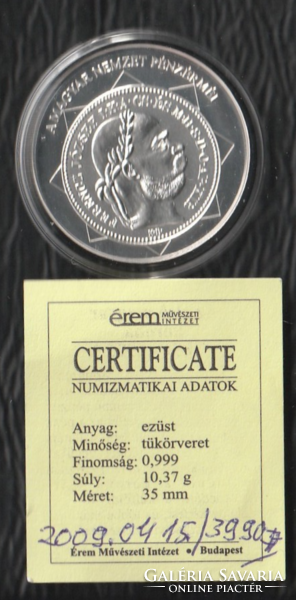 A MAGYAR NEMZET PÉNZÉRMÉI
érem MŰVÉSZETI
INTÉZET
CERTIFICATE
NUMIZMATIKAI ADATOK
Anyag: ezüst
Minőség: tükörveret
Finomság: 0,999
Súly: 10,37 g
Méret: 35 mm
2009.04 15./3990
Érem Művészeti Intézet Budapest
GALÉRIA SAVARIA
ONLINE PIACTÉR